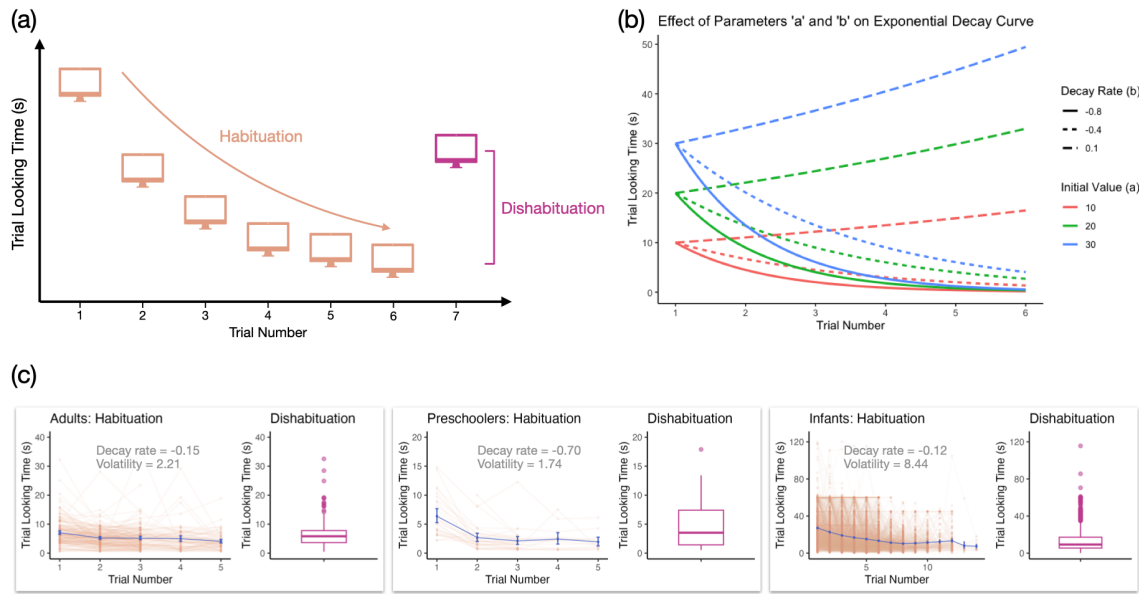 (a)
Trial Looking Time (s)
Habituation
Dishabituation
1 2 3 4 5 6 7
Trial Number
(b)
Effect of Parameters 'a' and 'b' on Exponential Decay Curve
Trial Looking Time (s)
50
40
30
20
10
0
1 2 3 4 5 6
Trial Number
Decay Rate (b)
-0.8
-0.4
0.1
Initial Value (a)
10
20
30
(c)
Adults: Habituation
Trial Looking Time (s)
40
30
20
10
0
Decay rate = -0.15
Volatility = 2.21
1 2 3 4 5
Trial Number
Dishabituation
Trial Looking Time (s)
40
30
20
10
0
Preschoolers: Habituation
Trial Looking Time (s)
20
15
10
5
0
Decay rate = -0.70
Volatility = 1.74
1 2 3 4 5
Trial Number
Dishabituation
Trial Looking Time (s)
20
15
10
5
0
Infants: Habituation
Trial Looking Time (s)
120
80
40
0
Decay rate = -0.12
Volatility = 8.44
5 10
Trial Number
Dishabituation
Trial Looking Time (s)
120
80
40
0